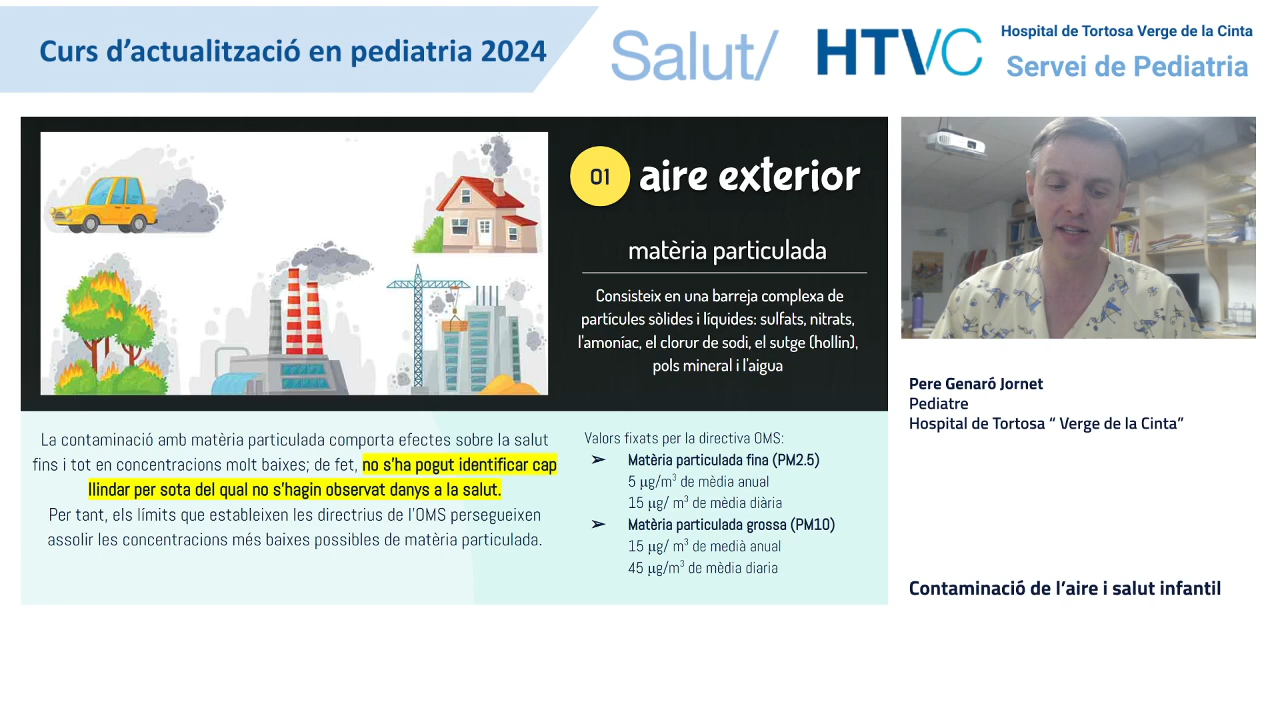 Curs d’actualització en pediatria 2024
Salut/
HTVC
Hospital de Tortosa Verge de la Cinta
Servei de Pediatria
01
aire exterior
matèria particulada
Consisteix en una barreja complexa de
partícules sòlides i líquides: sulfats, nitrats,
l'amoníac, el clorur de sodi, el sutge (hollín),
pols mineral i l'aigua
La contaminació amb matèria particulada comporta efectes sobre la salut
fins i tot en concentracions molt baixes; de fet, no s'ha pogut identificar cap
llindar per sota del qual no s'hagin observat danys a la salut.
Per tant, els límits que estableixen les directrius de l'OMS persegueixen
assolir les concentracions més baixes possibles de matèria particulada.
Valors fixats per la directiva OMS:
➢ Matèria particulada fina (PM2.5)
5 µg/m³ de mèdia anual
15 µg/ m³ de mèdia diària
➢ Matèria particulada grossa (PM10)
15 µg/ m³ de medià anual
45 µg/m³ de mèdia diaria
Pere Genaró Jornet
Pediatre
Hospital de Tortosa “ Verge de la Cinta”
Contaminació de l’aire i salut infantil